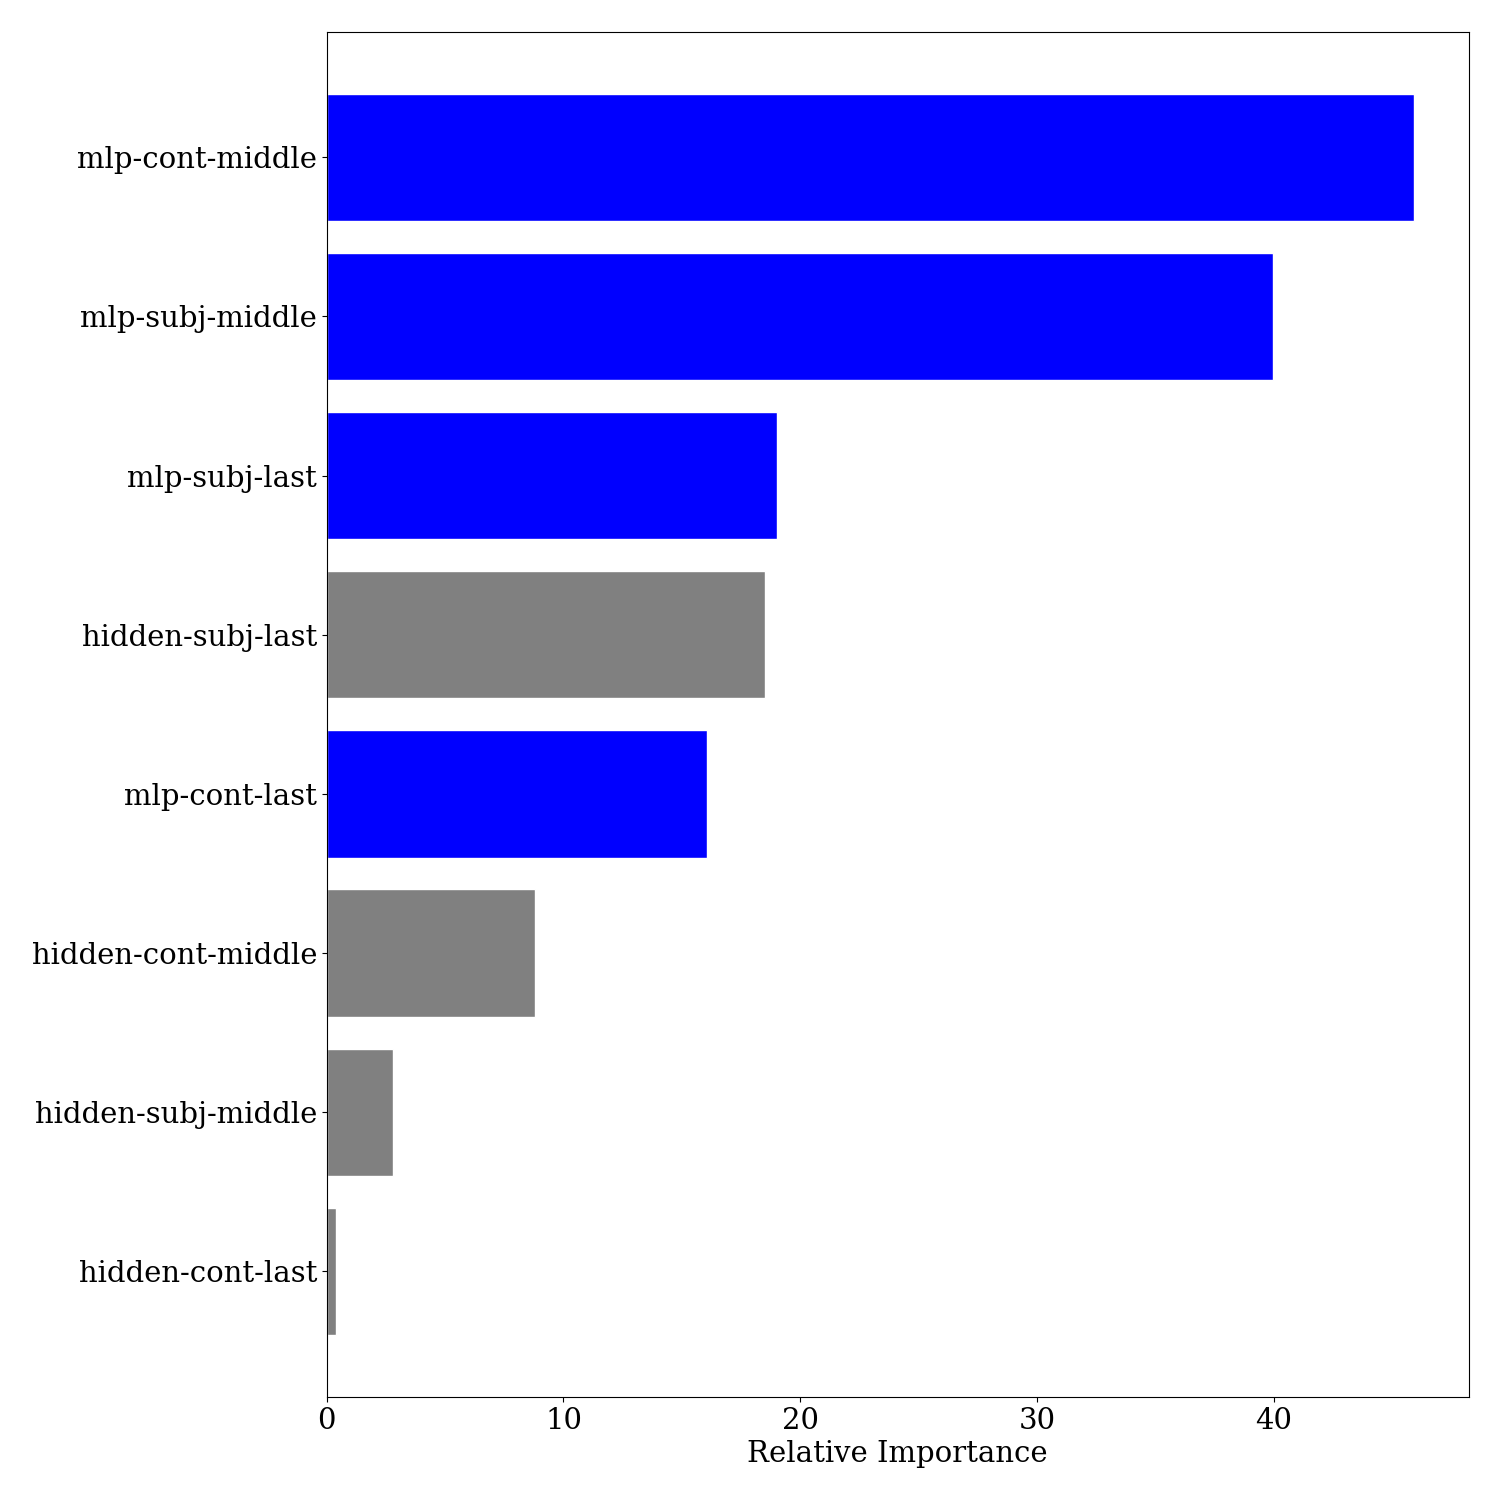 mlp-cont-middle
mlp-subj-middle
mlp-subj-last
hidden-subj-last
mlp-cont-last
hidden-cont-middle
hidden-subj-middle
hidden-cont-last
0 10 20 30 40
Relative Importance